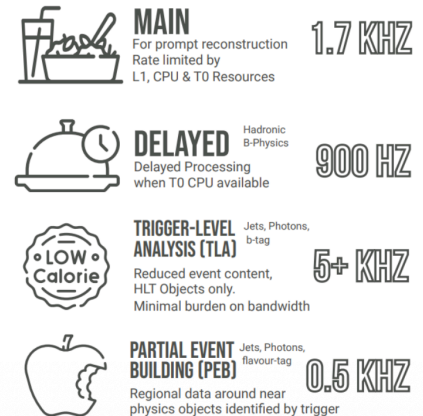 MAIN
For prompt reconstruction
Rate limited by
L1, CPU & T0 Resources
1.7 KHZ
DELAYED
Hadronic
B-Physics
Delayed Processing
when T0 CPU available
900 HZ
LOW
Calorie
TRIGGER-LEVEL
ANALYSIS (TLA)
Jets, Photons,
b-tag
Reduced event content,
HLT Objects only.
Minimal burden on bandwidth
5+ KHZ
PARTIAL EVENT
BUILDING (PEB)
Jets, Photons,
flavour-tag
Regional data around near
physics objects identified by trigger
0.5 KHZ